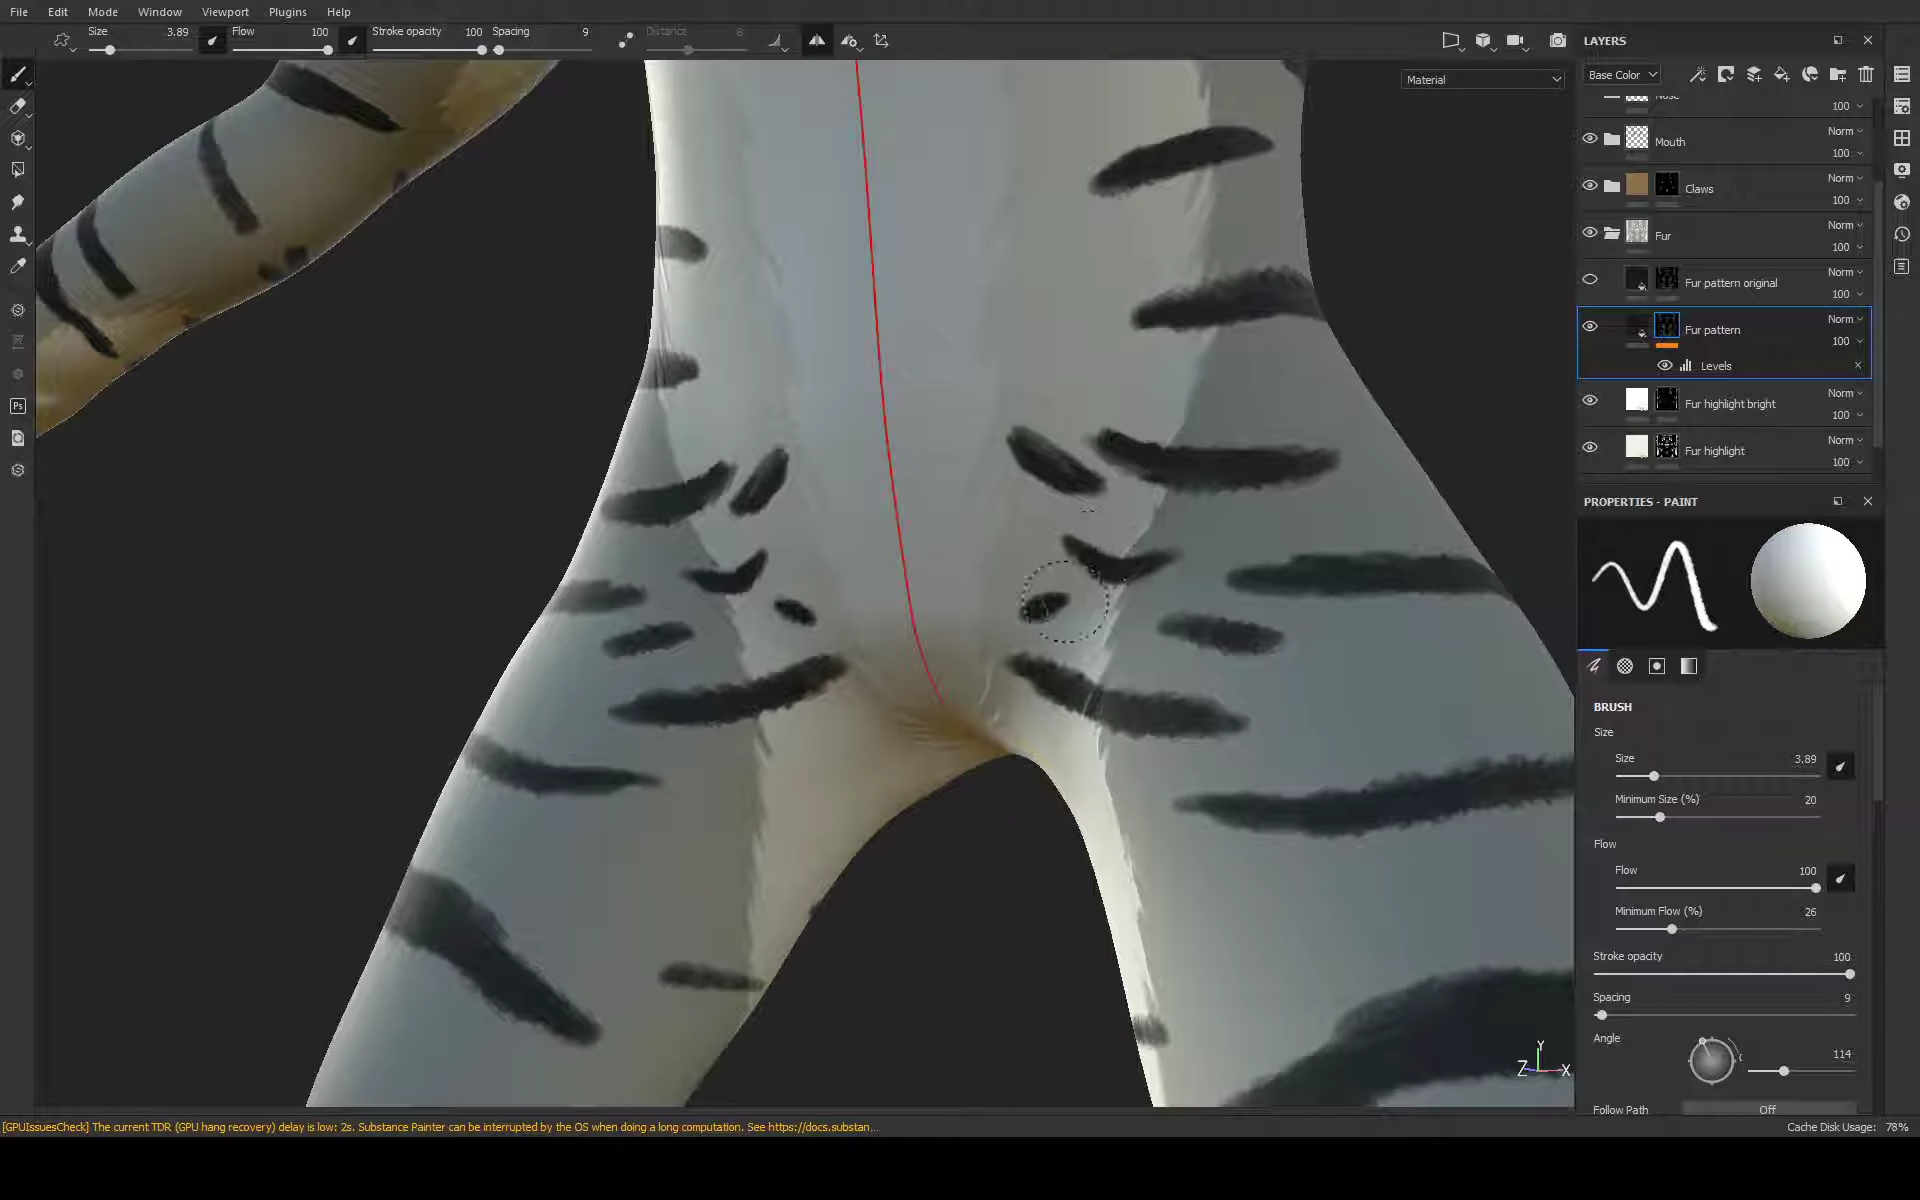 File Edit Mode Window Viewport Plugins Help
Size 3.89 Flow 100 Stroke opacity 100 Spacing 9 Distance 8
Material
LAYERS
Base Color
Nose 100
Mouth Norm 100
Claws Norm 100
Fur Norm 100
Fur pattern original Norm 100
Fur pattern Norm 100
Levels
Fur highlight bright Norm 100
Fur highlight Norm 100
PROPERTIES - PAINT
BRUSH
Size
Size 3.89
Minimum Size (%) 20
Flow
Flow 100
Minimum Flow (%) 26
Stroke opacity 100
Spacing 9
Angle 114
Follow Path Off
Ps
Y
Z X
[GPUIssuesCheck] The current TDR (GPU hang recovery) delay is low: 2s. Substance Painter can be interrupted by the OS when doing a long computation. See https://docs.substan...
Cache Disk Usage: 78%